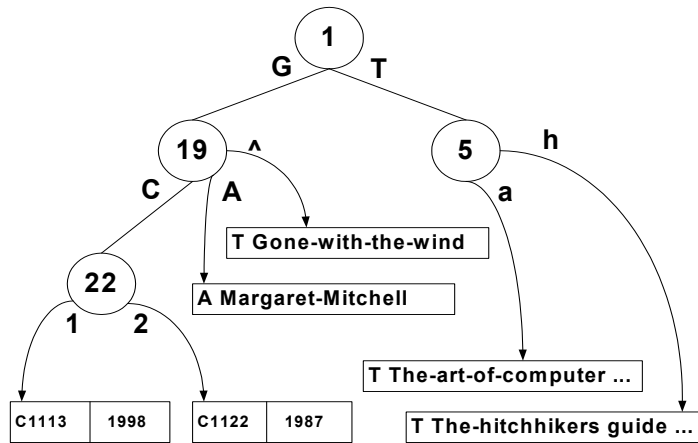 1
G T
19 ^ 5 h
C A a
T Gone-with-the-wind
22 A Margaret-Mitchell
1 2
T The-art-of-computer ...
C1113 1998 C1122 1987
T The-hitchhikers guide ...